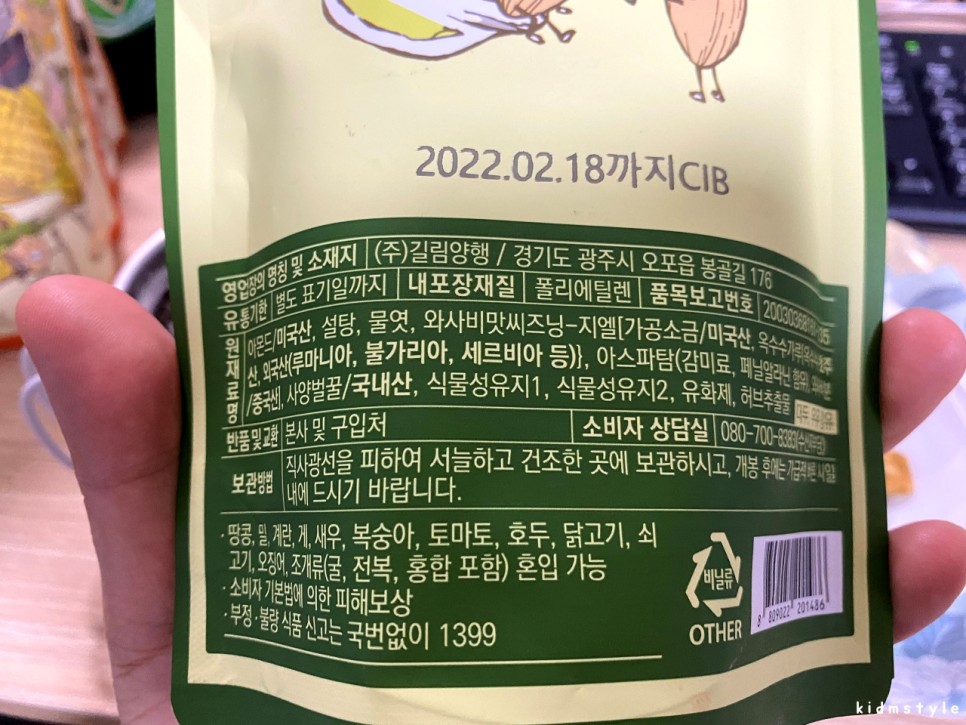 2022.02.18까지CIB
영업장의 명칭 및 소재지 (주)길림양행 / 경기도 광주시 오포읍 봉골길 176
유통기한 별도 표기일까지 내포장재질 폴리에틸렌 품목보고번호
원재료명 아몬드/미국산, 설탕, 물엿, 와사비맛씨즈닝-지엘[가공소금/미국산,
산, 외국산(루마니아, 불가리아, 세르비아 등)}, 아스파탐(감미료, 페닐알라닌 함유),
/중국산, 사양벌꿀/국내산, 식물성유지1, 식물성유지2, 유화제, 허브추출물
반품 및 교환 본사 및 구입처 소비자 상담실 080-700-8383(수신자부담)
보관방법 직사광선을 피하여 서늘하고 건조한 곳에 보관하시고, 개봉 후에는 가급적 빠른 시일
내에 드시기 바랍니다.
· 땅콩, 밀, 계란, 게, 새우, 복숭아, 토마토, 호두, 닭고기, 쇠
고기, 오징어, 조개류(굴, 전복, 홍합 포함) 혼입 가능
· 소비자 기본법에 의한 피해보상
· 부정·불량 식품 신고는 국번없이 1399
비닐류
OTHER
8 809022 201486
kidmstyle